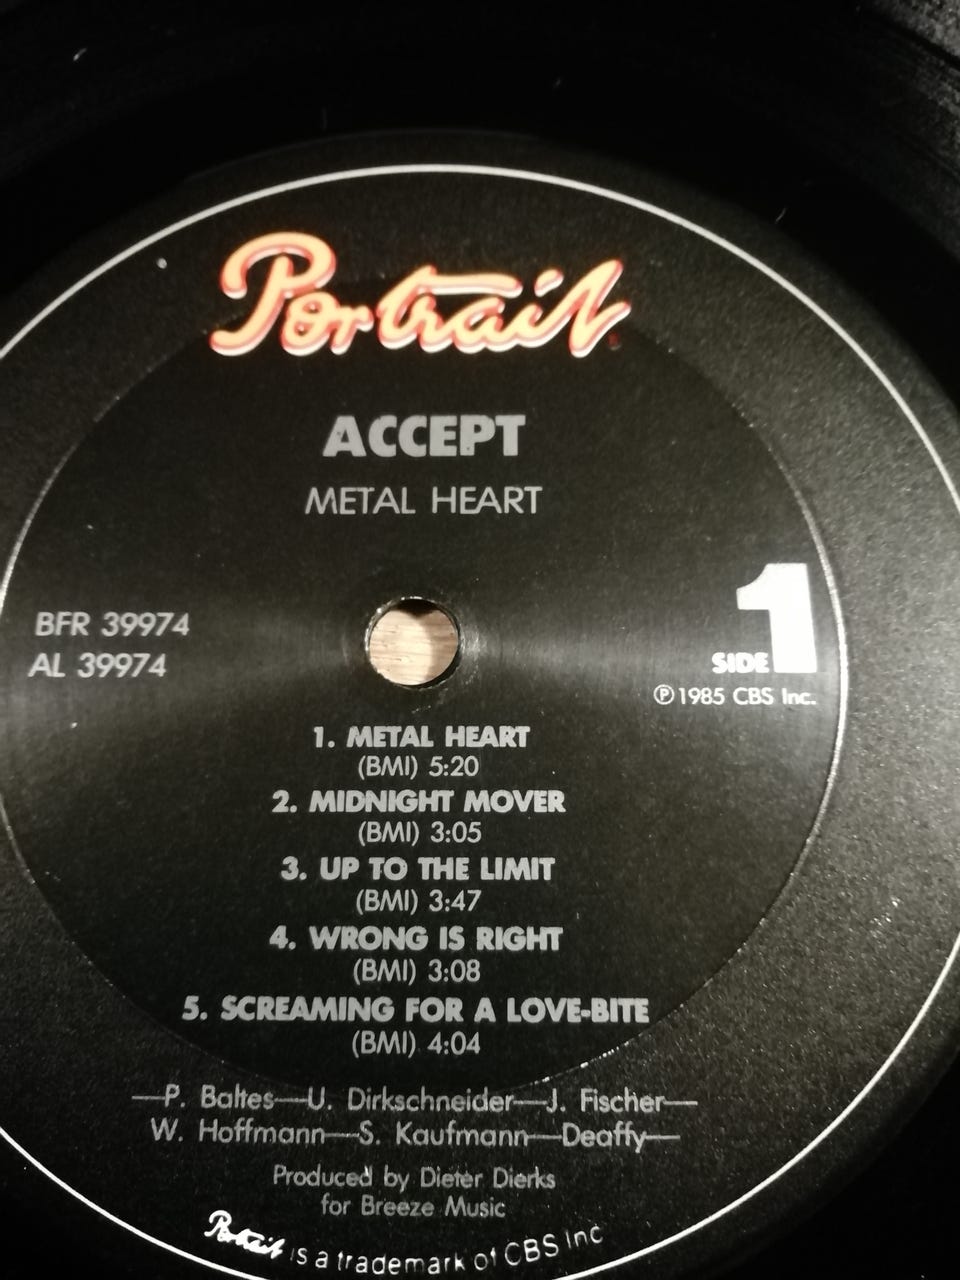 Portrait
ACCEPT
METAL HEART
BFR 39974
AL 39974
1
SIDE
Ⓟ1985 CBS Inc.
1. METAL HEART
(BMI) 5:20
2. MIDNIGHT MOVER
(BMI) 3:05
3. UP TO THE LIMIT
(BMI) 3:47
4. WRONG IS RIGHT
(BMI) 3:08
5. SCREAMING FOR A LOVE-BITE
(BMI) 4:04
—P. Baltes—U. Dirkschneider—J. Fischer—
W. Hoffmann—S. Kaufmann—Deaffy—
Produced by Dieter Dierks
for Breeze Music
Portrait is a trademark of CBS Inc